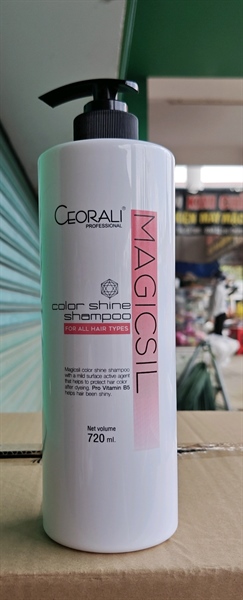 CEORALI
PROFESSIONAL
MAGICSIL
color shine
shampoo
FOR ALL HAIR TYPES
Magicsil color shine shampoo
with a mild surface active agent
that helps to protect hair color
after dyeing Pro Vitamin B5
helps hair been shiny.
Net volume
720 ml.